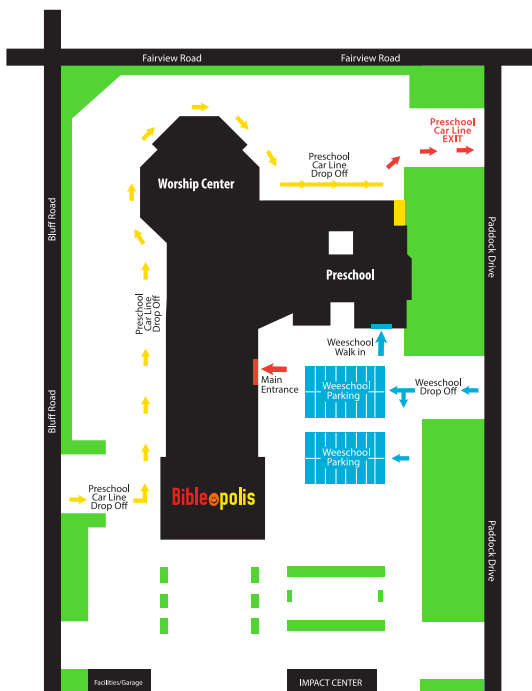 Fairview Road
Fairview Road
Preschool
Car Line
EXIT
Preschool
Car Line
Drop Off
Worship Center
Bluff Road
Paddock Drive
Preschool
Preschool
Car Line
Drop Off
Weeschool
Walk in
Main
Entrance
Weeschool
Parking
Weeschool
Drop Off
Bluff Road
Weeschool
Parking
Preschool
Car Line
Drop Off
Bibleopolis
Paddock Drive
Facilities/Garage
IMPACT CENTER